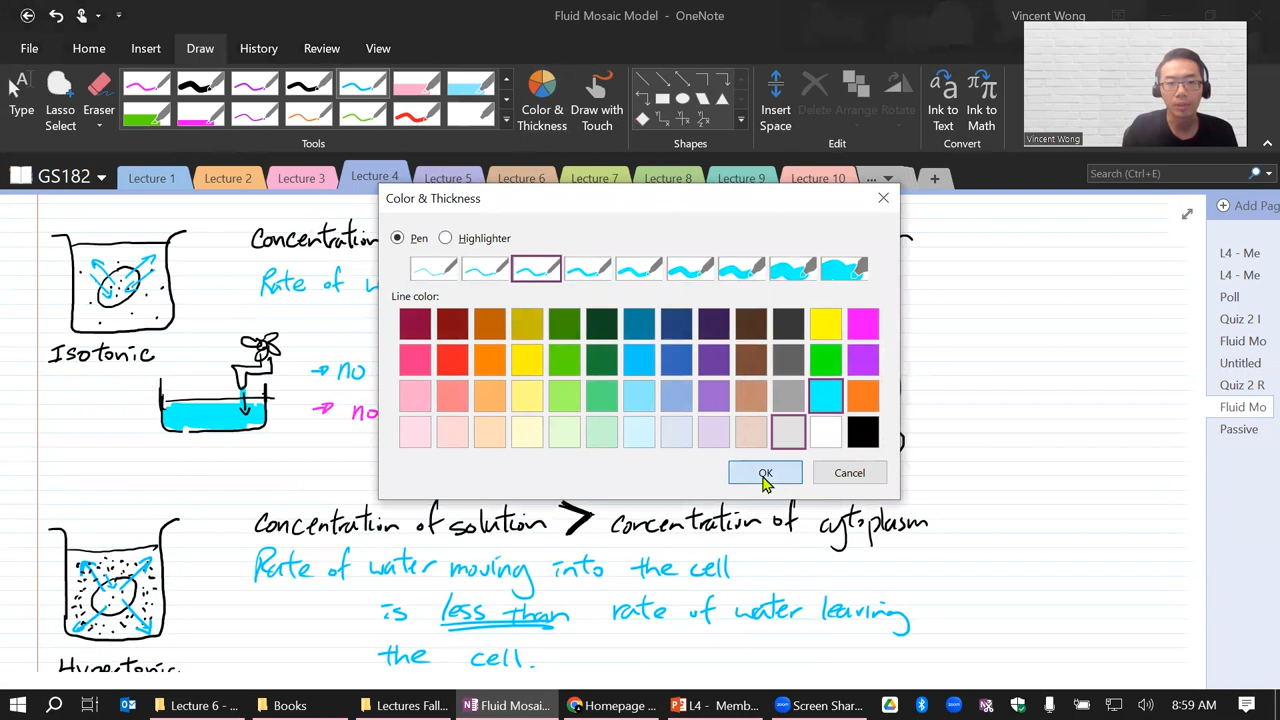 Fluid Mosaic Model - OneNote
Vincent Wong
File Home Insert Draw History Review View
Type
Lasso Select
Eraser
Color & Thickness
Draw with Touch
Insert Space
Delete Arrange Rotate
Ink to Text
Ink to Math
Tools
Shapes
Edit
Convert
Vincent Wong
GS182
Lecture 1 Lecture 2 Lecture 3 Lecture 4 Lecture 5 Lecture 6 Lecture 7 Lecture 8 Lecture 9 Lecture 10 ...
Search (Ctrl+E)
Add Pag
L4 - Me
L4 - Me
Poll
Quiz 2 I
Fluid Mo
Untitled
Quiz 2 R
Fluid Mo
Passive
Color & Thickness
Pen Highlighter
Line color:
OK Cancel
Concentration
Rate of w
Isotonic
→ no
→ no
concentration of solution > concentration of cytoplasm
Rate of water moving into the cell
is less than rate of water leaving
the cell.
Hypertonic
Lecture 6 - ...
Books
Lectures Fall...
Fluid Mosai...
Homepage ...
L4 - Memb...
Screen Shar...
8:59 AM